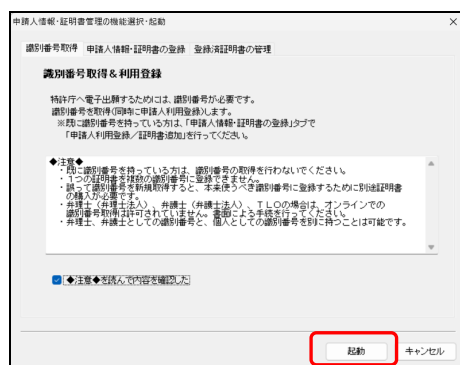 申請人情報・証明書管理の機能選択・起動
識別番号取得 申請人情報・証明書の登録 登録済証明書の管理
識別番号取得＆利用登録
特許庁へ電子出願するためには、識別番号が必要です。
識別番号を取得(同時に申請人利用登録)します。
※既に識別番号を持っている方は、「申請人情報・証明書の登録」タブで
「申請人利用登録／証明書追加」を行ってください。
◆注意◆
・既に識別番号を持っている方は、識別番号の取得を行わないでください。
・１つの証明書を複数の識別番号に登録できません。
・誤って識別番号を新規取得すると、本来使うべき識別番号に登録するために別途証明書
の購入が必要です。
・弁理士（弁理士法人）、弁護士（弁護士法人）、ＴＬＯの場合は、オンラインでの
識別番号取得は許可されていません。書面による手続を行ってください。
・弁理士、弁護士としての識別番号と、個人としての識別番号を別に持つことは可能です。
◆注意◆を読んで内容を確認した
起動 キャンセル